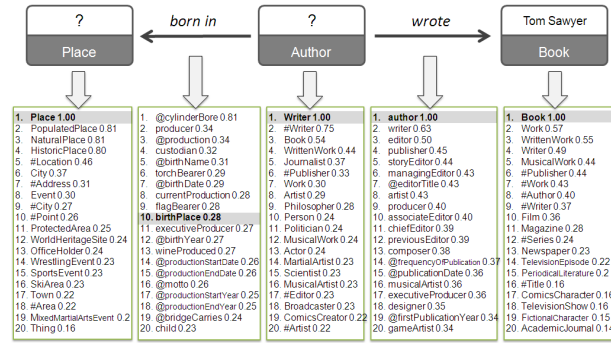 ?
born in
?
wrote
Tom Sawyer
Place
Author
Book
1. Place 1.00
2. PopulatedPlace 0.81
3. NaturalPlace 0.81
4. HistoricPlace 0.80
5. #Location 0.46
6. City 0.37
7. #Address 0.31
8. Event 0.30
9. #City 0.27
10. #Point 0.26
11. ProtectedArea 0.25
12. WorldHeritageSite 0.24
13. OfficeHolder 0.24
14. WrestlingEvent 0.23
15. SportsEvent 0.23
16. SkiArea 0.23
17. Town 0.22
18. #Area 0.22
19. MixedMartialArtsEvent 0.2
20. Thing 0.16
1. @cylinderBore 0.81
2. producer 0.34
3. @production 0.34
4. custodian 0.32
5. @birthName 0.31
6. torchBearer 0.29
7. @birthDate 0.29
8. currentProduction 0.28
9. flagBearer 0.28
10. birthPlace 0.28
11. executiveProducer 0.27
12. @birthYear 0.27
13. wineProduced 0.27
14. @productionStartDate 0.26
15. @productionEndDate 0.26
16. @motto 0.26
17. @productionStartYear 0.25
18. @productionEndYear 0.25
19. @bridgeCarries 0.24
20. child 0.23
1. Writer 1.00
2. #Writer 0.75
3. Book 0.54
4. WrittenWork 0.44
5. Journalist 0.37
6. #Publisher 0.33
7. Work 0.30
8. Artist 0.29
9. Philosopher 0.28
10. Person 0.24
11. Politician 0.24
12. MusicalWork 0.24
13. Actor 0.24
14. MartialArtist 0.23
15. Scientist 0.23
16. MusicalArtist 0.23
17. #Editor 0.23
18. Broadcaster 0.23
19. ComicsCreator 0.22
20. #Artist 0.22
1. author 1.00
2. writer 0.63
3. editor 0.50
4. publisher 0.45
5. storyEditor 0.44
6. managingEditor 0.43
7. @editorTitle 0.43
8. artist 0.43
9. producer 0.40
10. associateEditor 0.40
11. chiefEditor 0.39
12. previousEditor 0.39
13. composer 0.38
14. @frequencyOfPublication 0.37
15. @publicationDate 0.36
16. musicalArtist 0.36
17. executiveProducer 0.36
18. designer 0.35
19. @firstPublicationYear 0.34
20. gameArtist 0.34
1. Book 1.00
2. Work 0.57
3. WrittenWork 0.55
4. Writer 0.49
5. MusicalWork 0.44
6. #Publisher 0.44
7. #Work 0.43
8. #Author 0.40
9. #Writer 0.37
10. Film 0.36
11. Magazine 0.28
12. #Series 0.24
13. Newspaper 0.23
14. TelevisionEpisode 0.22
15. PeriodicalLiterature 0.2
16. #Title 0.16
17. ComicsCharacter 0.16
18. TelevisionShow 0.16
19. FictionalCharacter 0.15
20. AcademicJournal 0.14